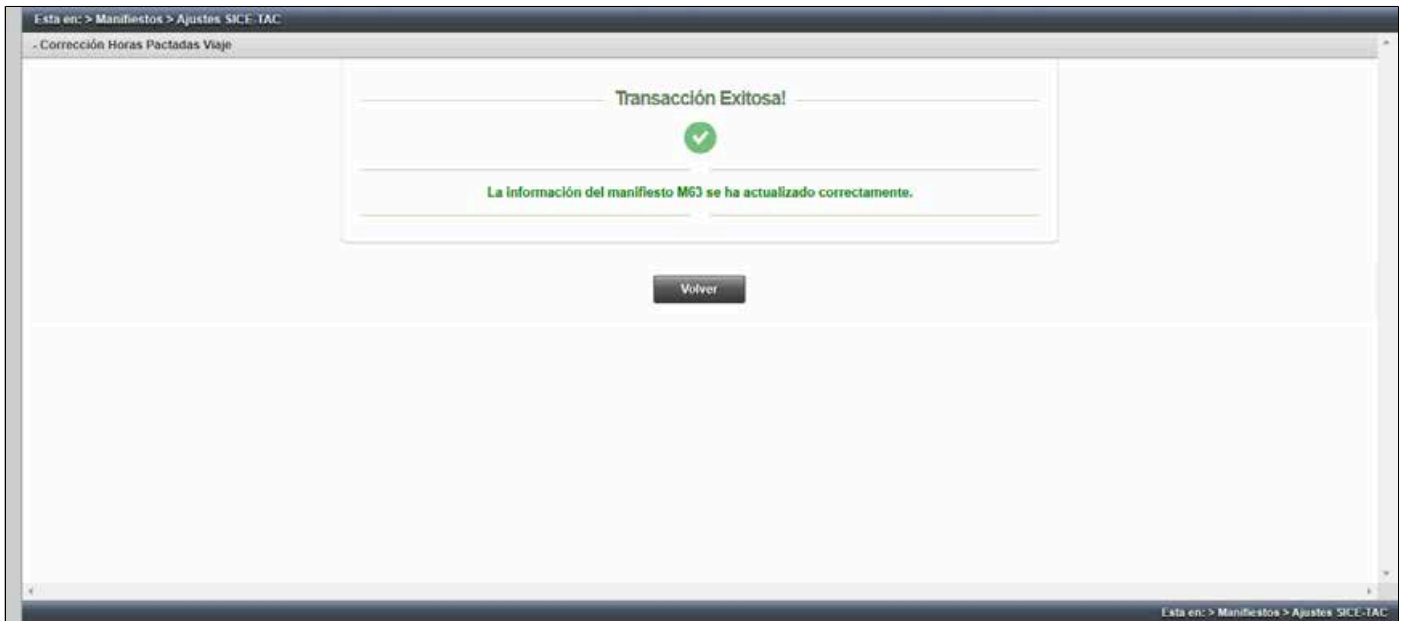 Esta en: > Manifiestos > Ajustes SICE-TAC
- Corrección Horas Pactadas Viaje
Transacción Exitosa!
La información del manifiesto M63 se ha actualizado correctamente.
Volver
Esta en: > Manifiestos > Ajustes SICE-TAC